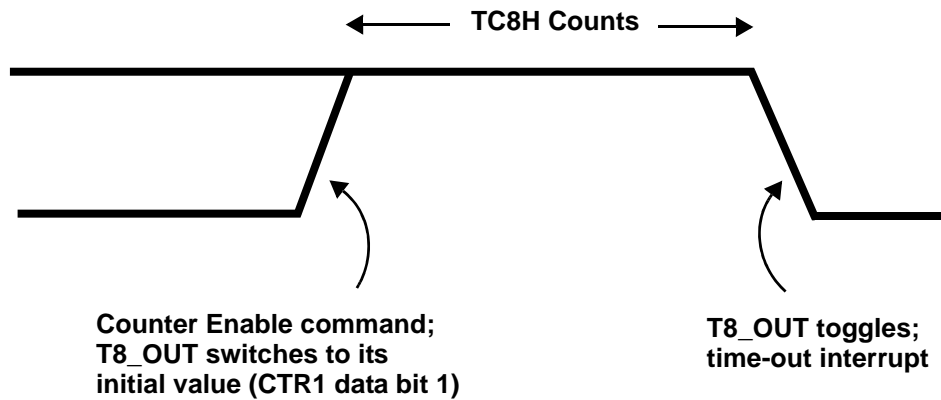 TC8H Counts
Counter Enable command;
T8_OUT switches to its
initial value (CTR1 data bit 1)
T8_OUT toggles;
time-out interrupt